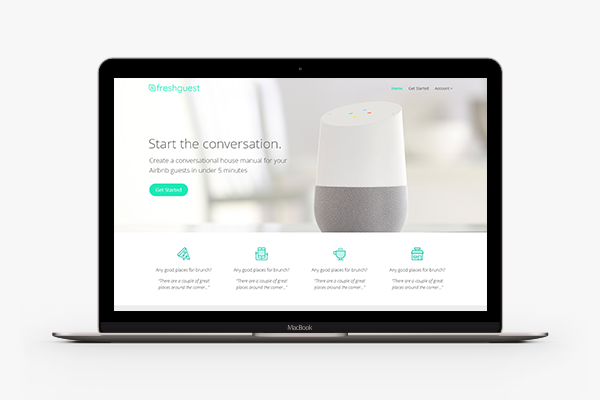 freshguest
Home Get Started Account
Start the conversation.
Create a conversational house manual for your
Airbnb guests in under 5 minutes
Get Started
Any good places for brunch? Any good places for brunch? Any good places for brunch? Any good places for brunch?
"There are a couple of great "There are a couple of great "There are a couple of great "There are a couple of great
places around the corner..." places around the corner..." places around the corner..." places around the corner..."
MacBook